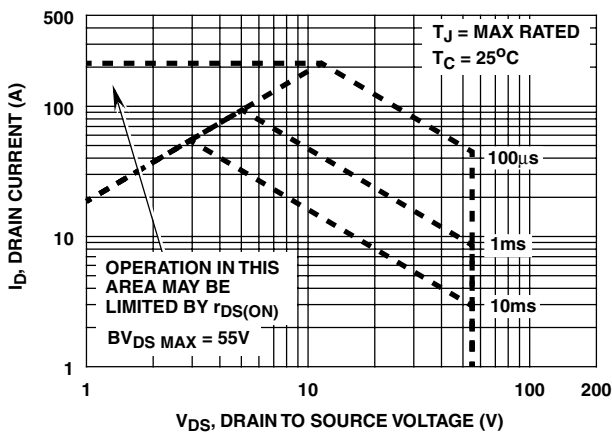 500
100
10
1
I_D, DRAIN CURRENT (A)
T_J = MAX RATED
T_C = 25°C
100μs
1ms
10ms
OPERATION IN THIS
AREA MAY BE
LIMITED BY r_DS(ON)
BV_DS MAX = 55V
1
10
100
200
V_DS, DRAIN TO SOURCE VOLTAGE (V)